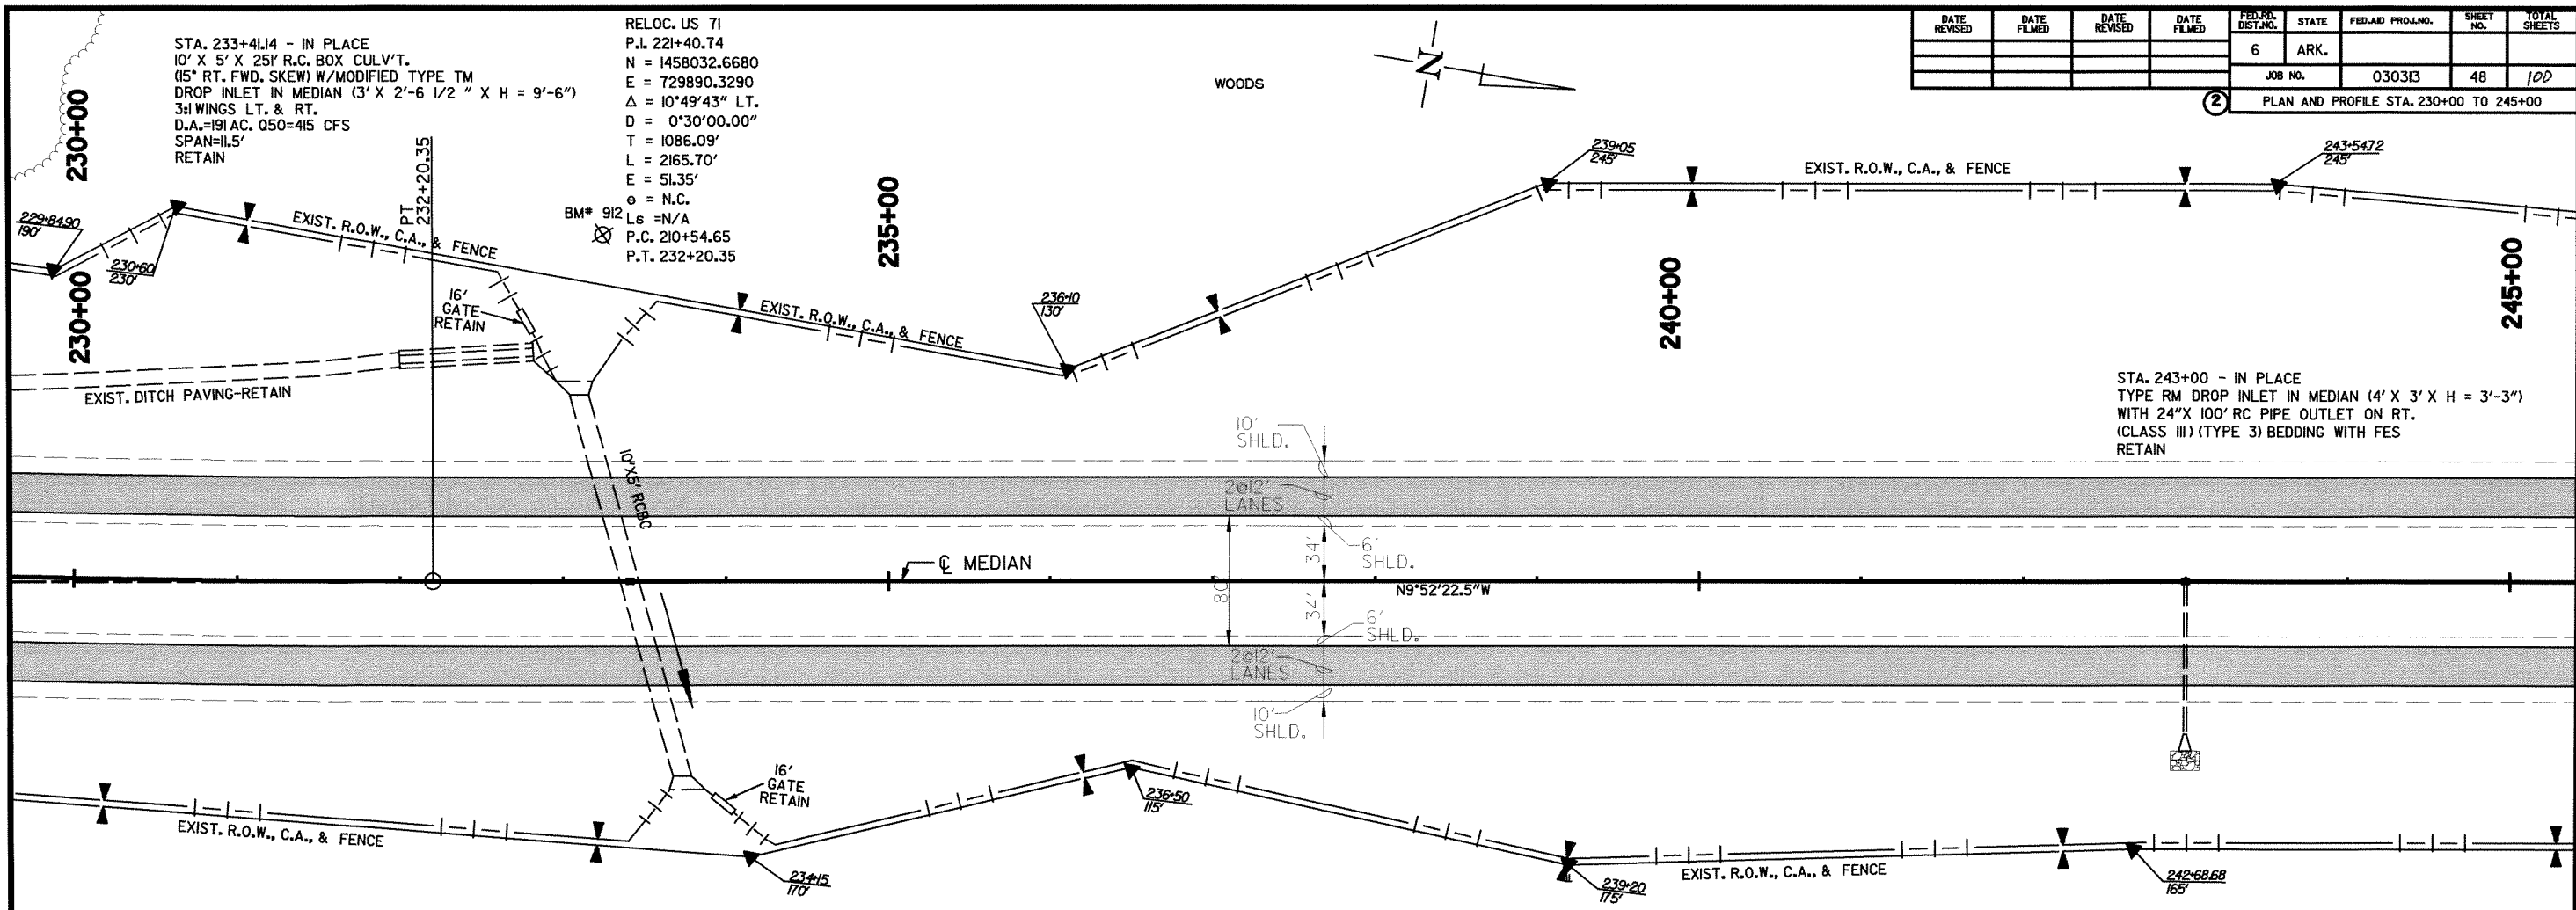 STA. 233+41.14 - IN PLACE
10' X 5' X 251' R.C. BOX CULV'T.
(15° RT. FWD. SKEW) W/MODIFIED TYPE TM
DROP INLET IN MEDIAN (3' X 2'-6 1/2 " X H = 9'-6")
3:1 WINGS LT. & RT.
D.A.=191 AC. Q50=415 CFS
SPAN=11.5'
RETAIN
RELOC. US 71
P.I. 221+40.74
N = 1458032.6680
E = 729890.3290
Δ = 10°49'43" LT.
D = 0°30'00.00"
T = 1086.09'
L = 2165.70'
E = 51.35'
e = N.C.
Ls =N/A
P.C. 210+54.65
P.T. 232+20.35
BM# 912
WOODS
N
DATE REVISED
DATE FILMED
DATE REVISED
DATE FILMED
FED.RD. DIST.NO.
STATE
FED.AID PROJ.NO.
SHEET NO.
TOTAL SHEETS
6
ARK.
JOB NO.
030313
48
100
2
PLAN AND PROFILE STA. 230+00 TO 245+00
230+00
230+00
235+00
240+00
245+00
PT
232+20.35
229+84.90
190'
230+60
230'
EXIST. R.O.W., C.A., & FENCE
16'
GATE
RETAIN
EXIST. R.O.W., C.A., & FENCE
236+10
130'
239+05
245'
EXIST. R.O.W., C.A., & FENCE
243+54.72
245'
EXIST. DITCH PAVING-RETAIN
10'X5' RCBC
STA. 243+00 - IN PLACE
TYPE RM DROP INLET IN MEDIAN (4' X 3' X H = 3'-3")
WITH 24"X 100' RC PIPE OUTLET ON RT.
(CLASS III) (TYPE 3) BEDDING WITH FES
RETAIN
10'
SHLD.
2@12'
LANES
6'
SHLD.
34'
80'
℄ MEDIAN
N9°52'22.5"W
34'
6'
SHLD.
2@12'
LANES
10'
SHLD.
16'
GATE
RETAIN
EXIST. R.O.W., C.A., & FENCE
234+15
170'
236+50
115'
239+20
175'
EXIST. R.O.W., C.A., & FENCE
242+68.68
165'